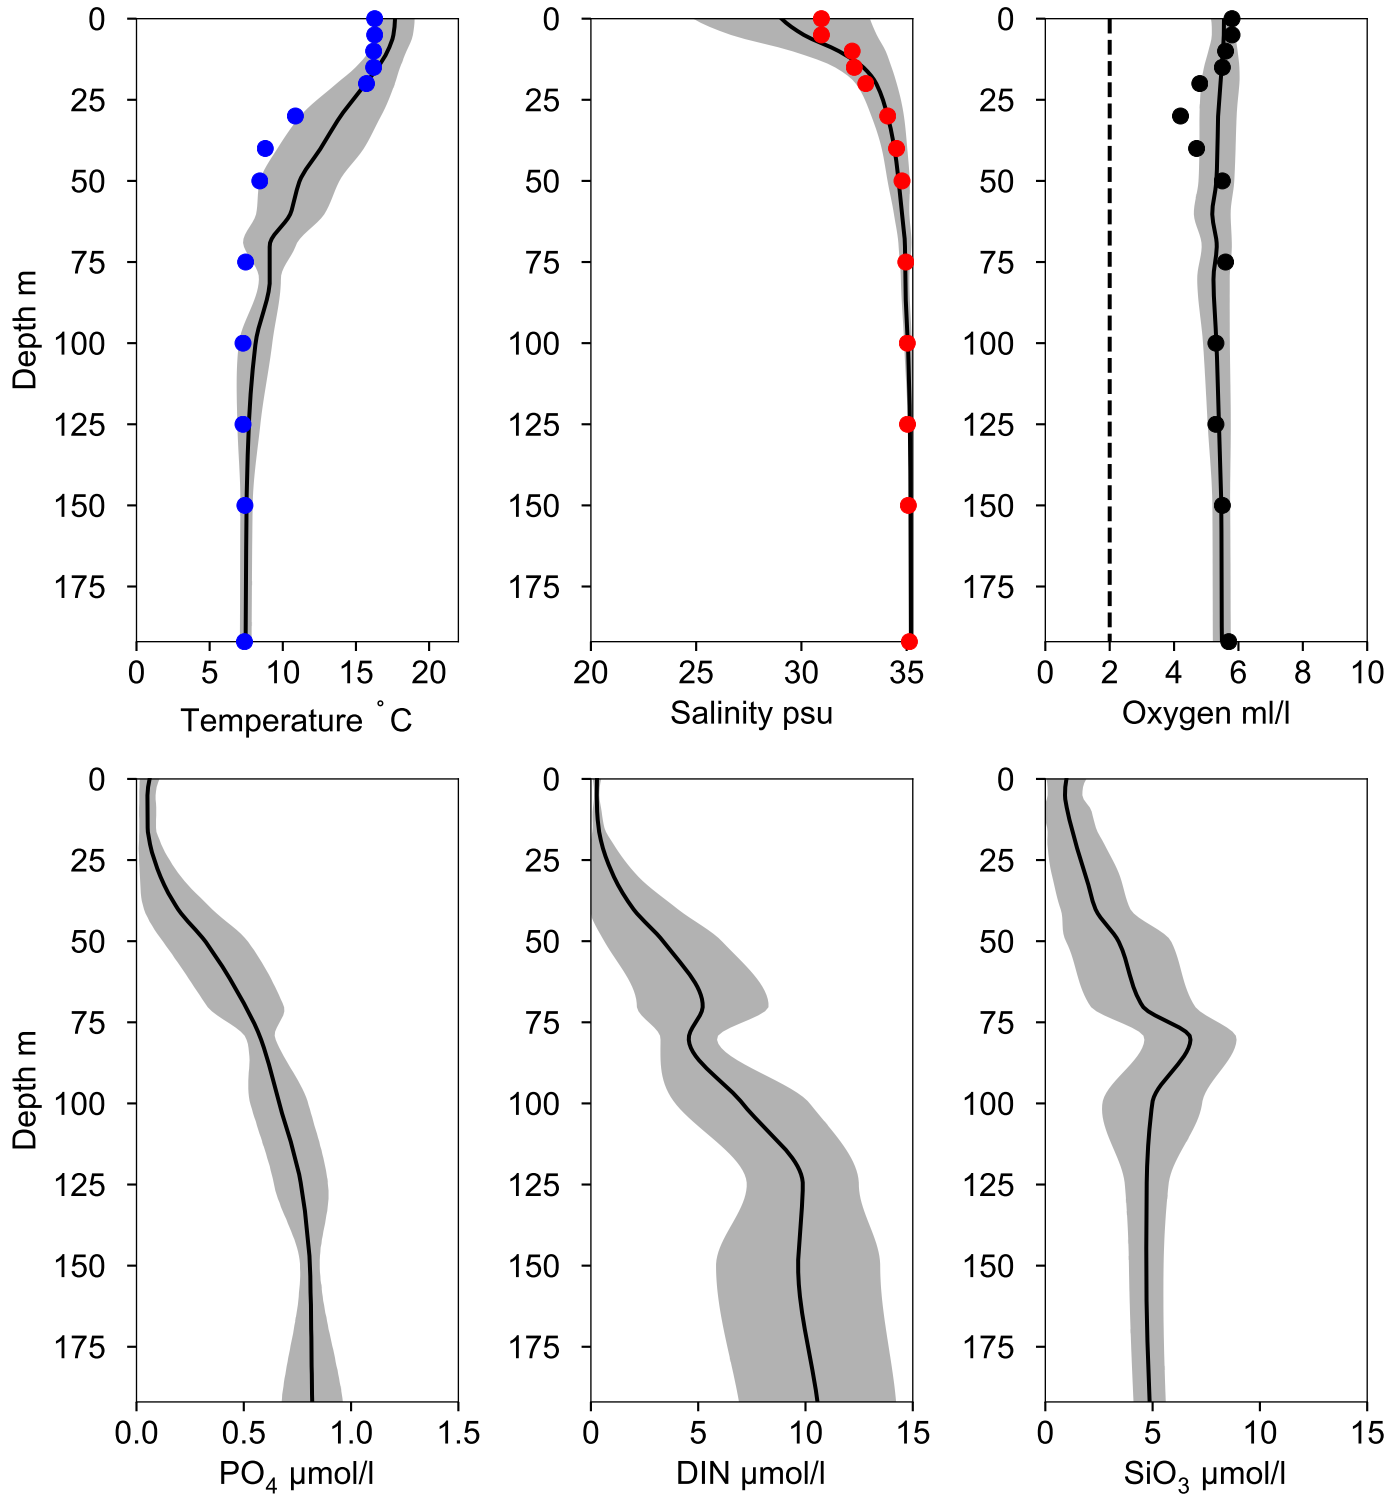 0 0 0
25 25 25
50 50 50
75 75 75
100 100 100
125 125 125
150 150 150
175 175 175
Depth m
0 5 10 15 20 20 25 30 35 0 2 4 6 8 10
Temperature °C Salinity psu Oxygen ml/l
0 0 0
25 25 25
50 50 50
75 75 75
100 100 100
125 125 125
150 150 150
175 175 175
Depth m
0.0 0.5 1.0 1.5 0 5 10 15 0 5 10 15
PO4 µmol/l DIN µmol/l SiO3 µmol/l